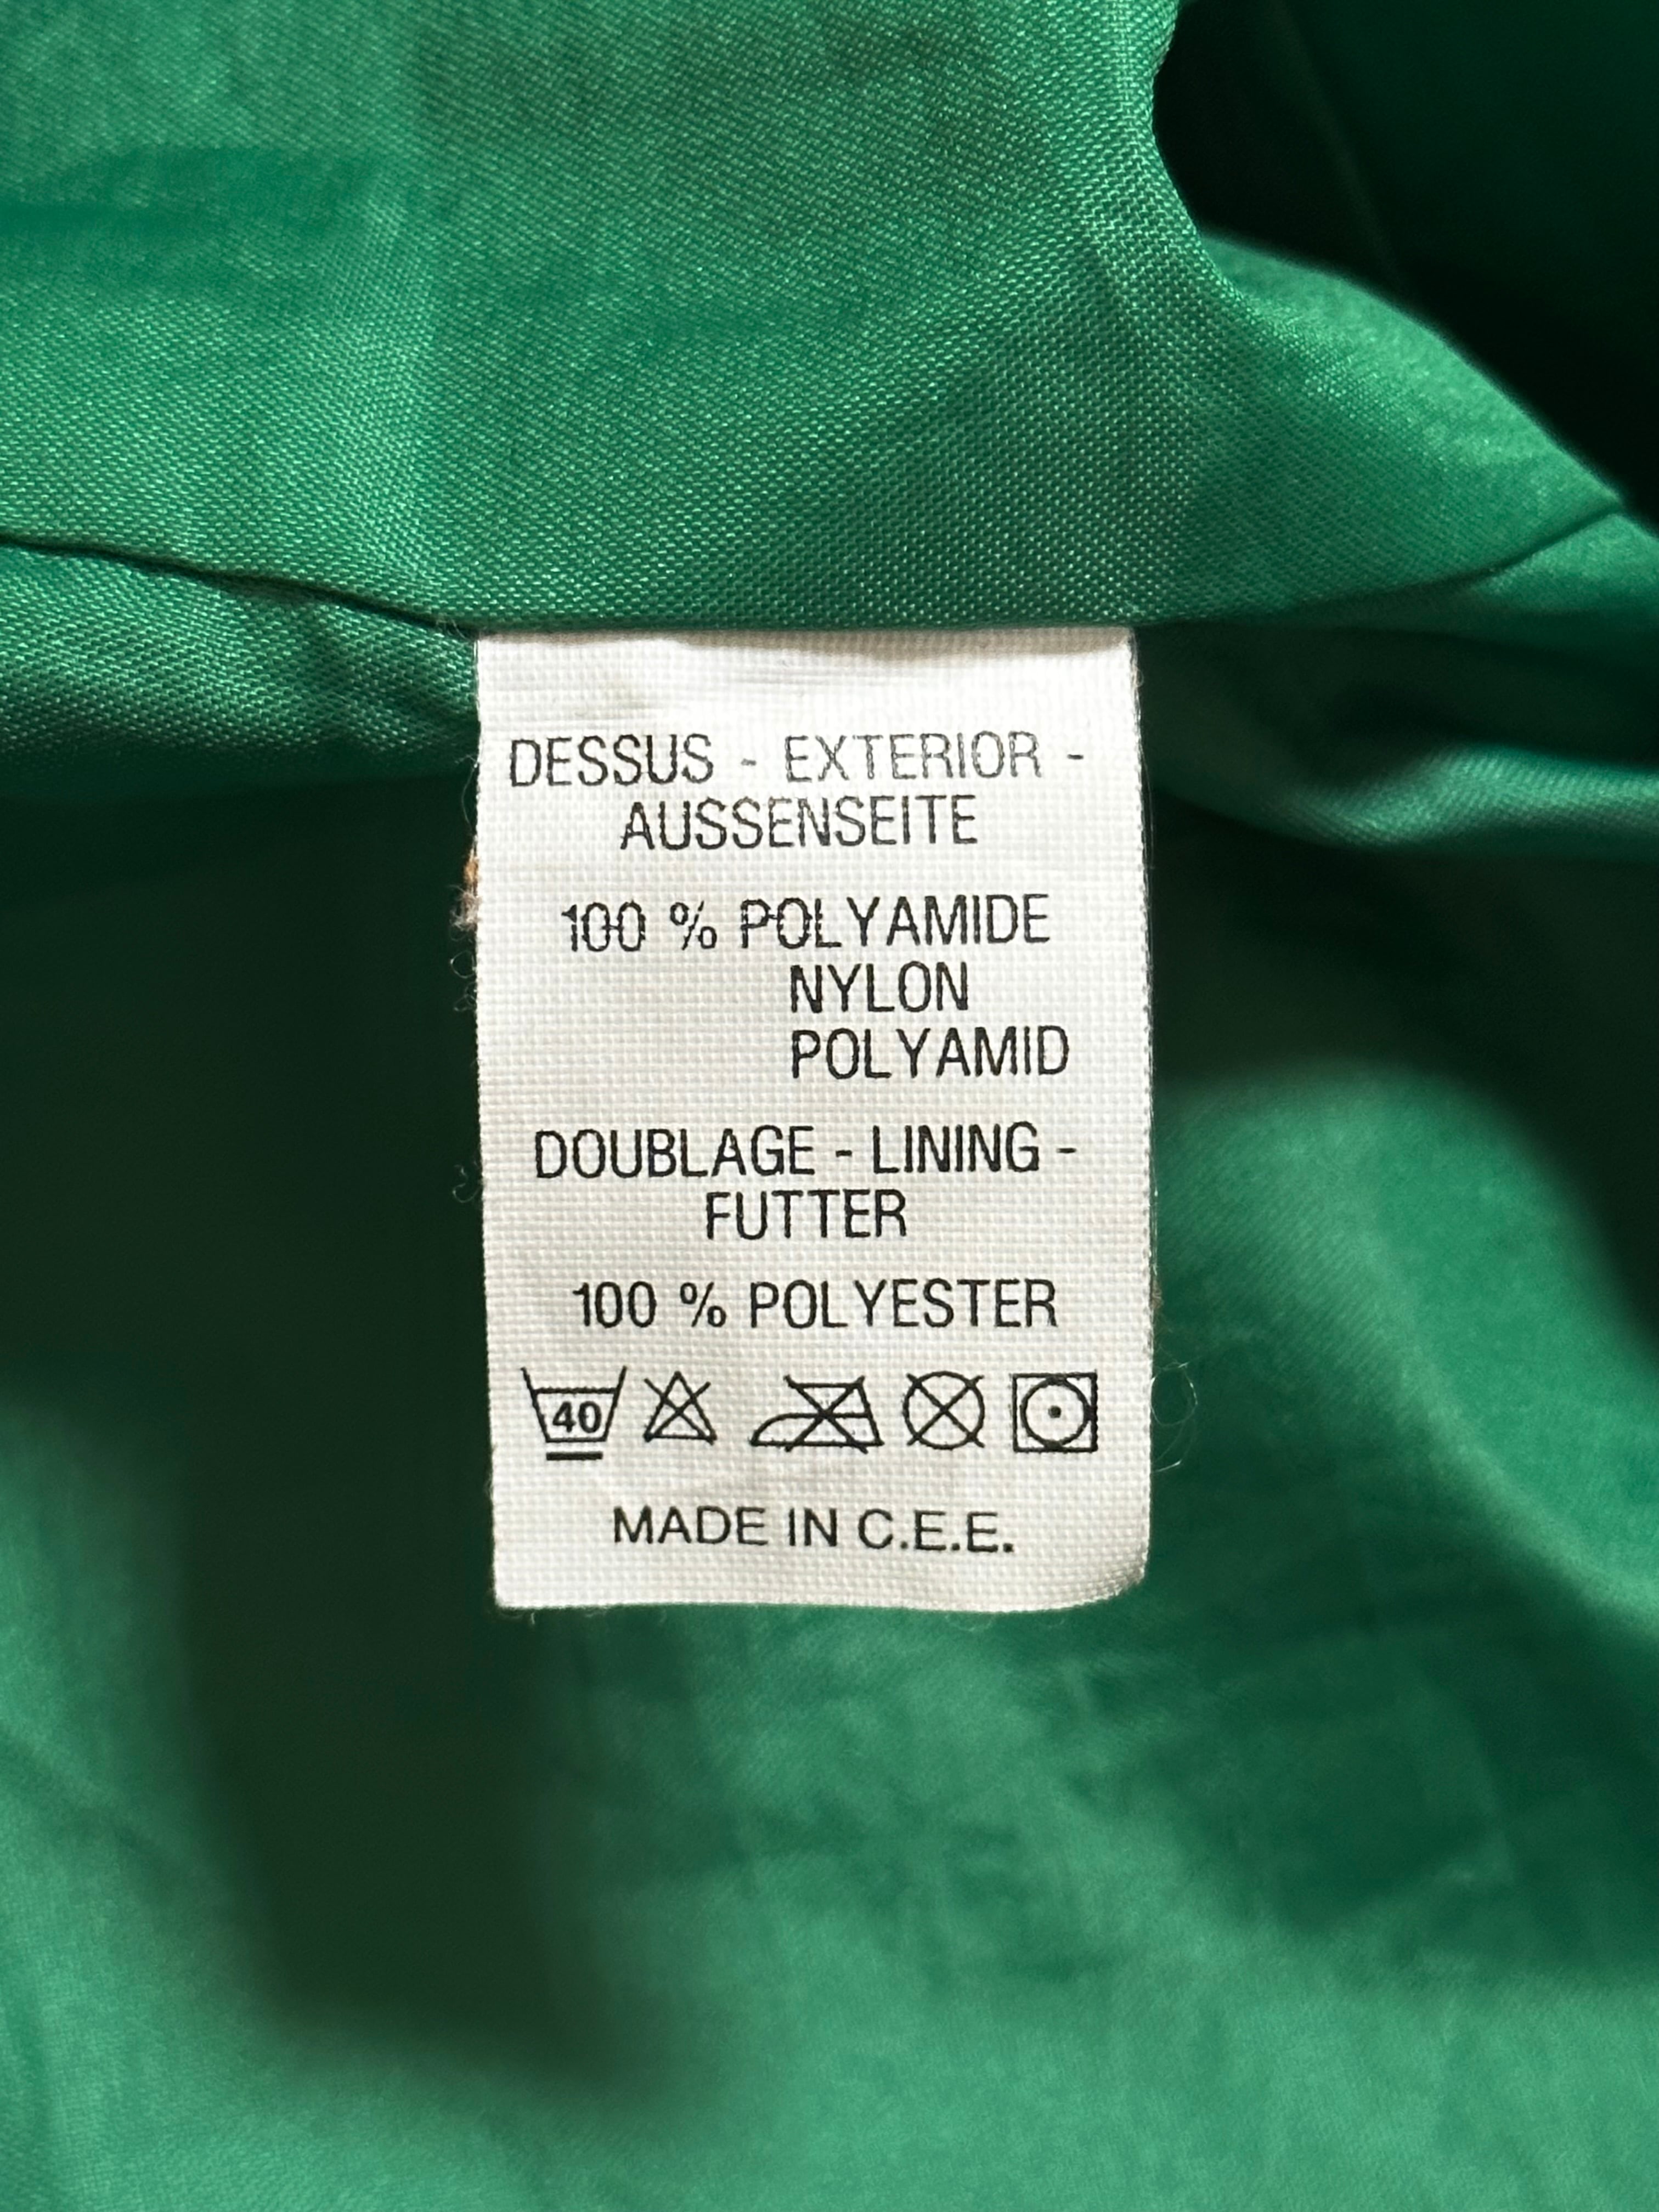 DESSUS - EXTERIOR -
AUSSENSEITE
100 % POLYAMIDE
NYLON
POLYAMID
DOUBLAGE - LINING -
FUTTER
100 % POLYESTER
40
MADE IN C.E.E.